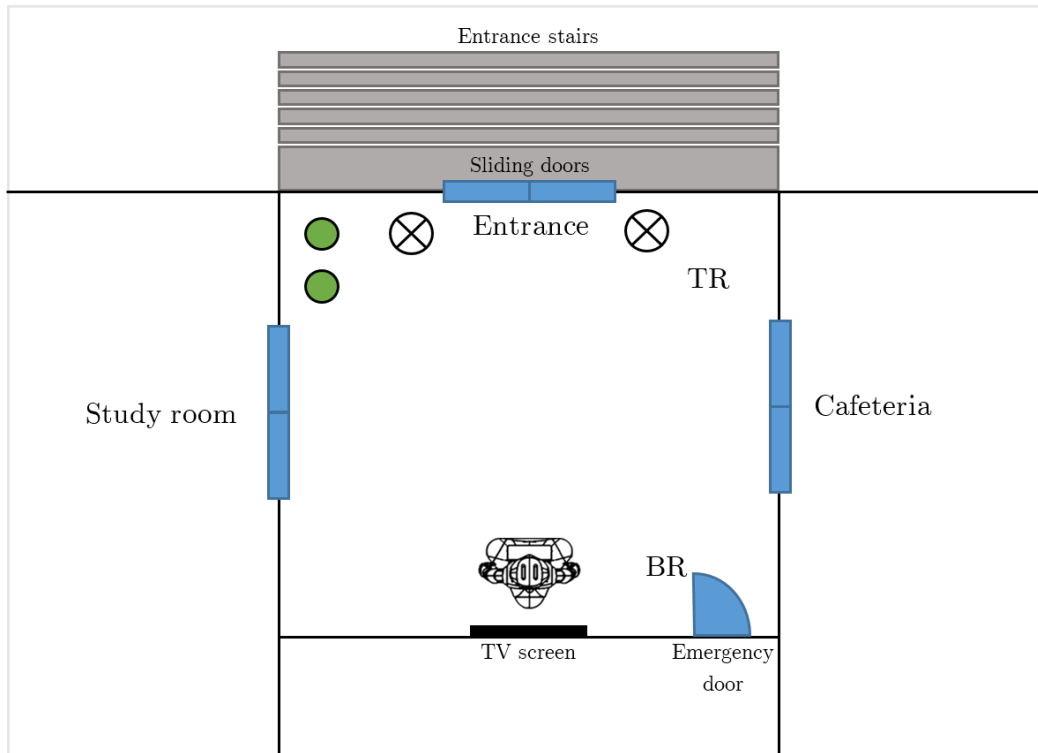 Entrance stairs
Sliding doors
Entrance
TR
Study room
Cafeteria
BR
TV screen
Emergency
door